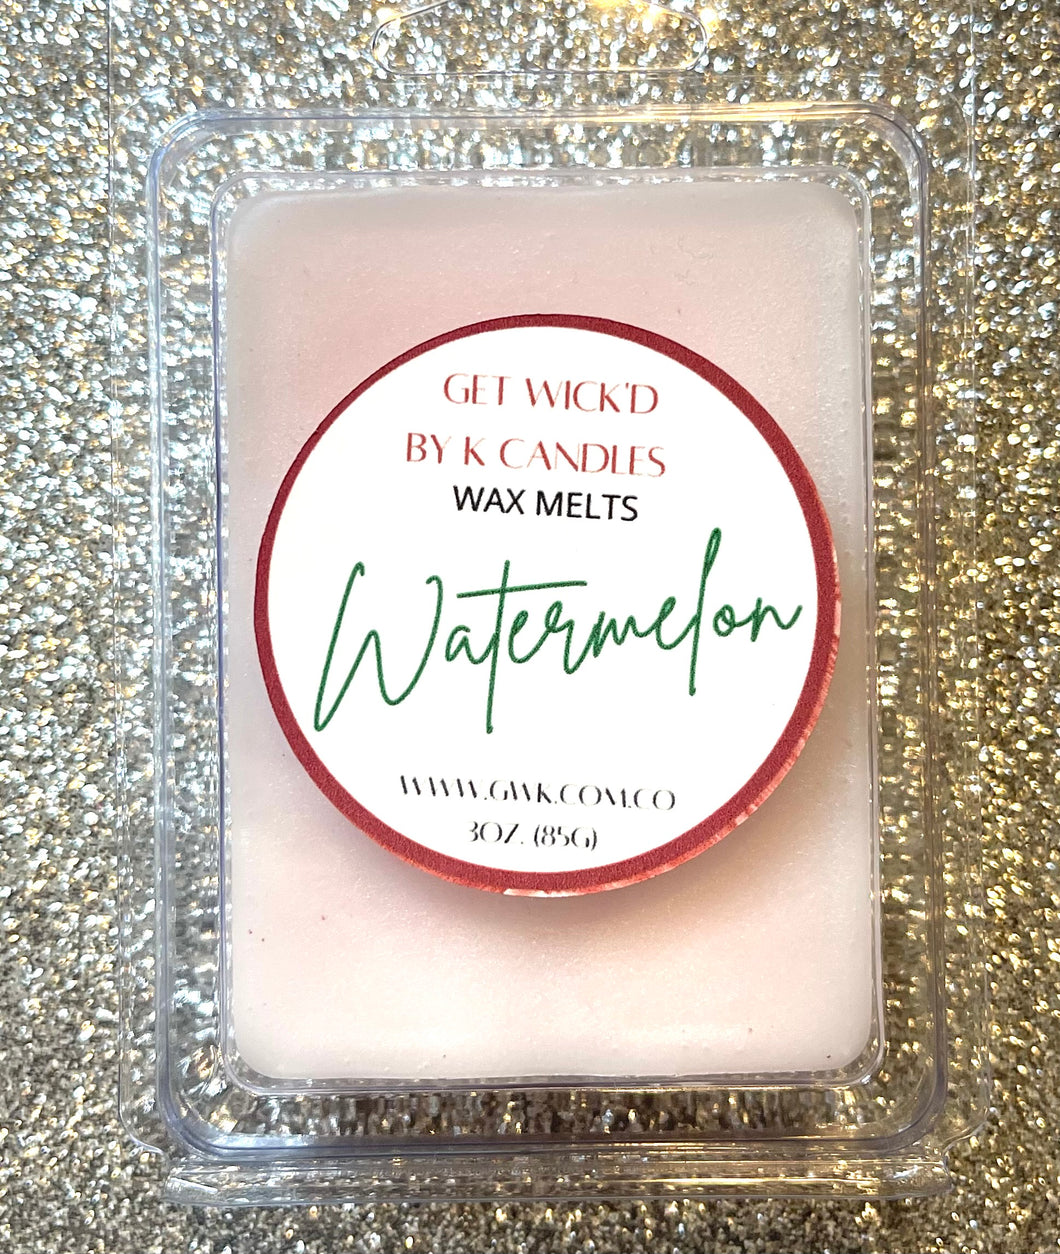 GET WICK'D
BY K CANDLES
WAX MELTS
Watermelon
WWW.GWK.COM.CO
3OZ. (85G)